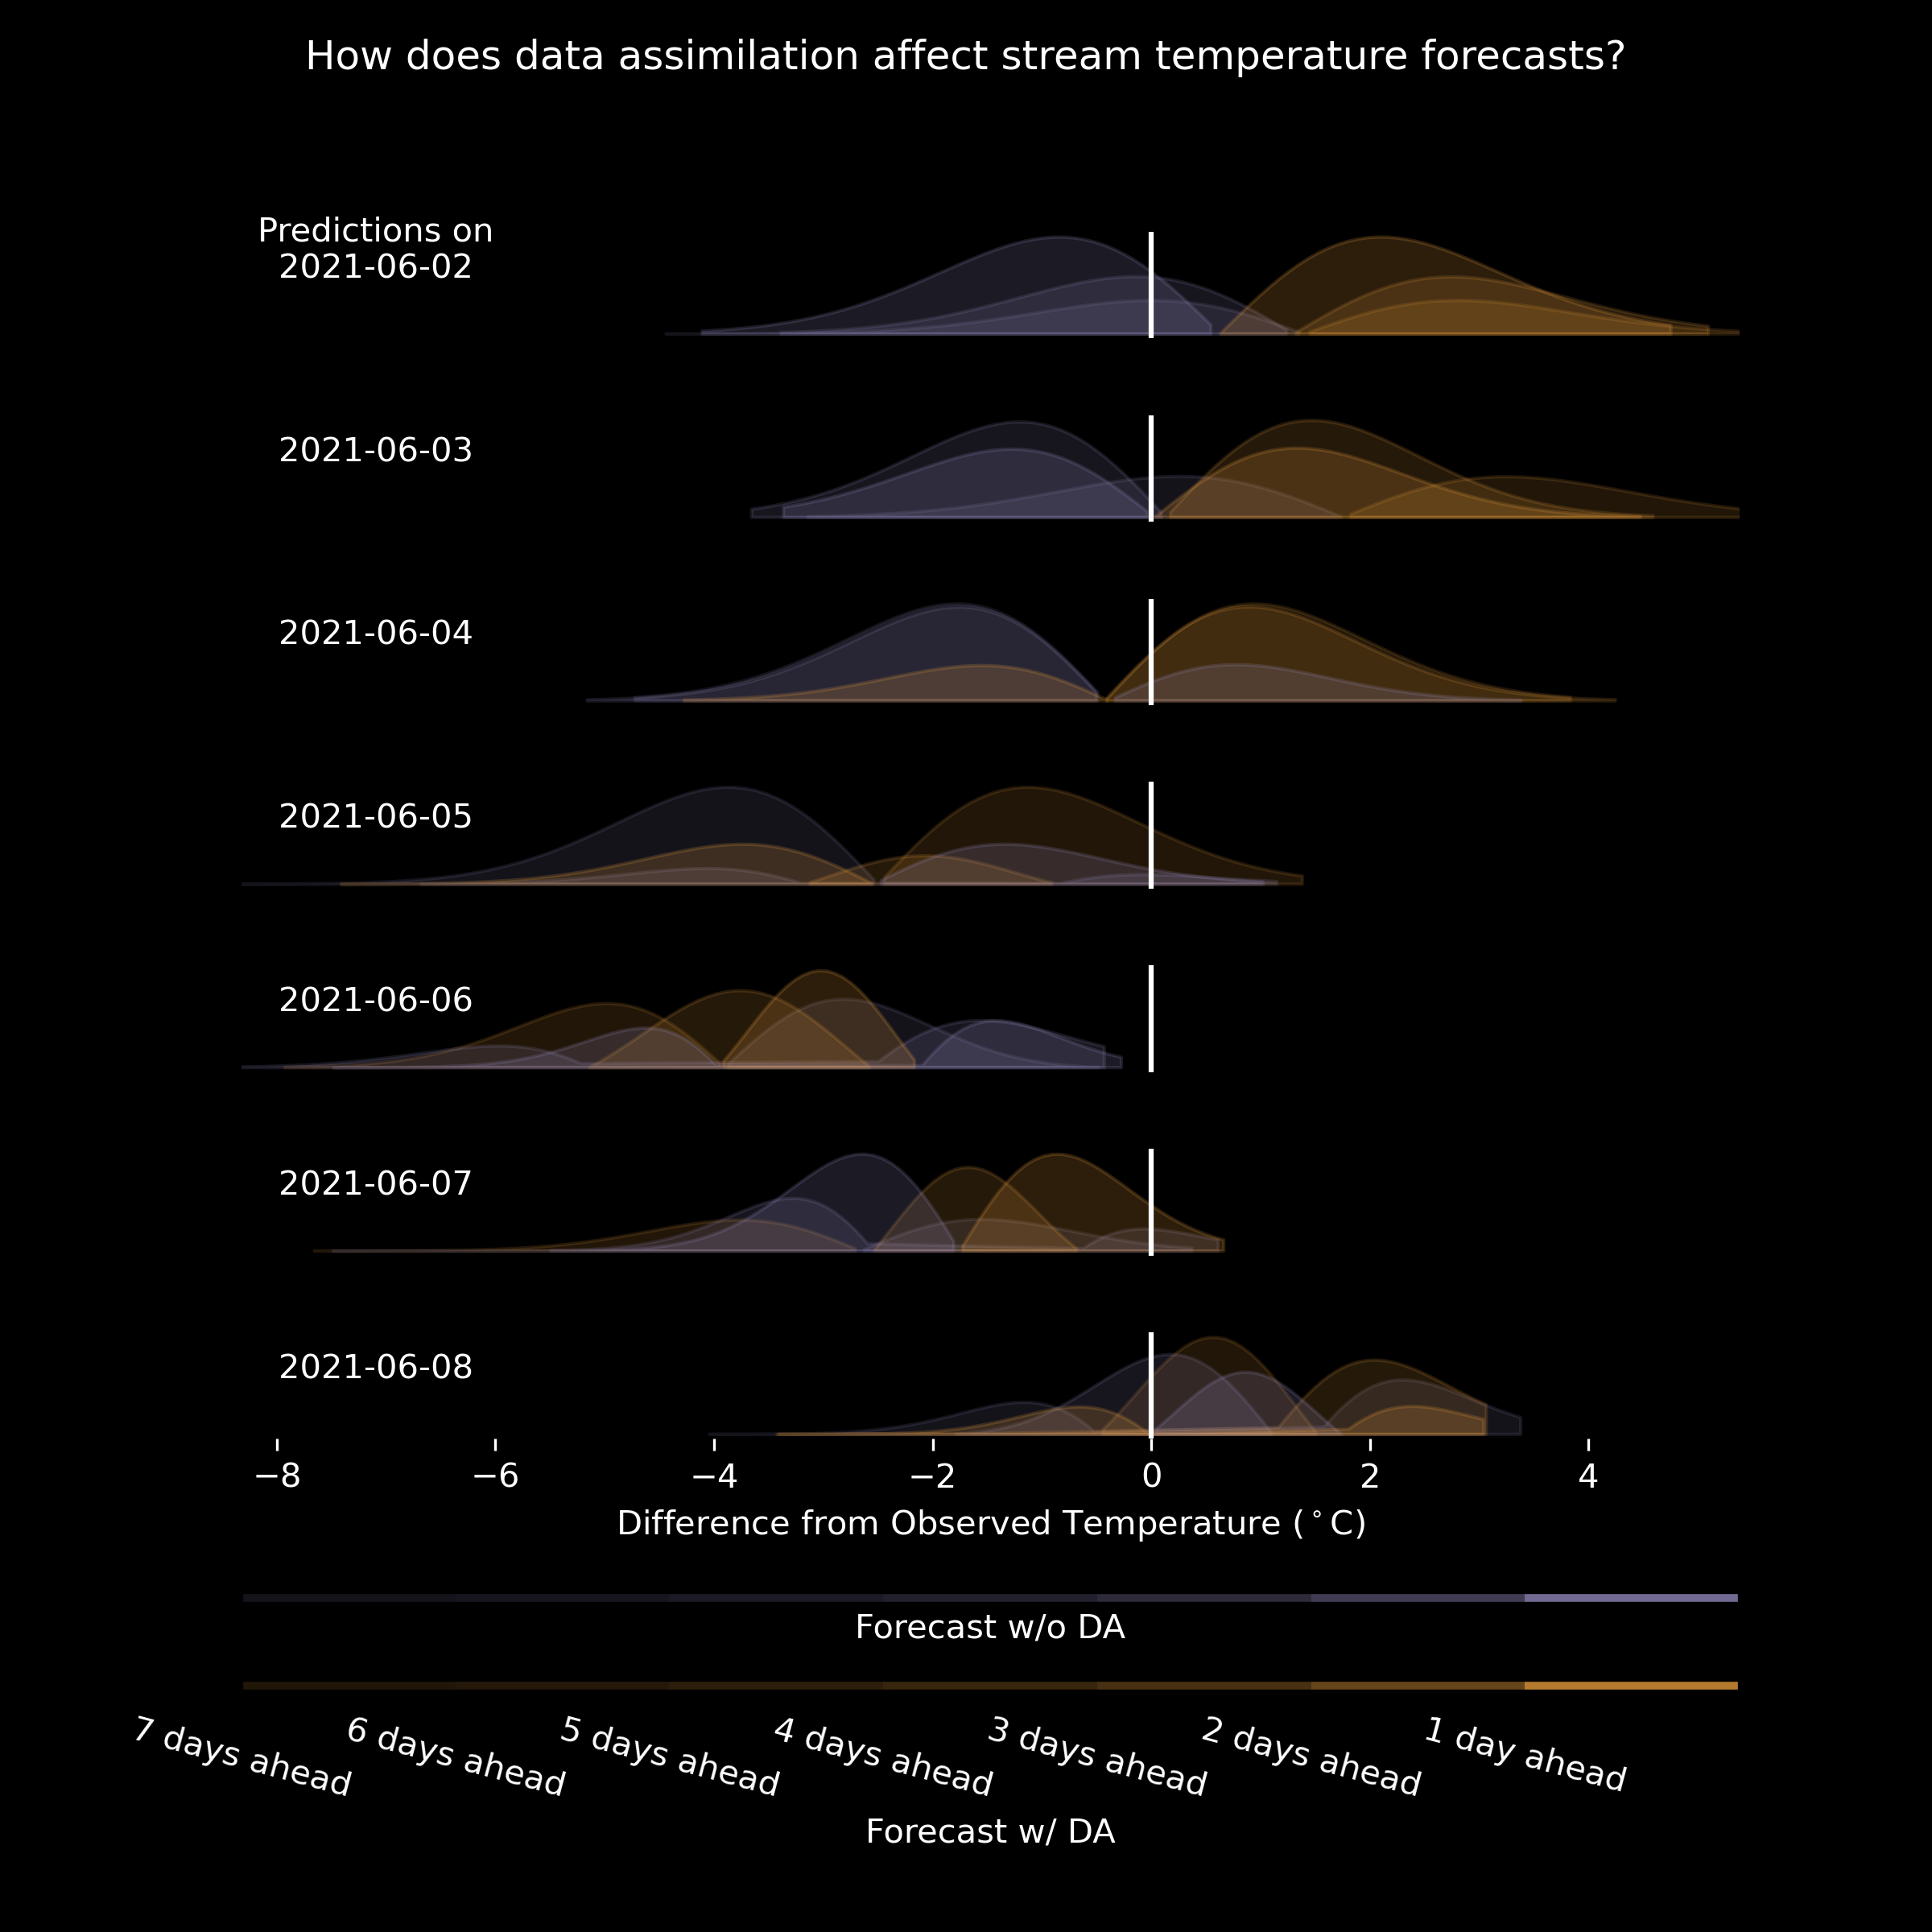 How does data assimilation affect stream temperature forecasts?
Predictions on
2021-06-02
2021-06-03
2021-06-04
2021-06-05
2021-06-06
2021-06-07
2021-06-08
−8 −6 −4 −2 0 2 4
Difference from Observed Temperature (°C)
Forecast w/o DA
7 days ahead 6 days ahead 5 days ahead 4 days ahead 3 days ahead 2 days ahead 1 day ahead
Forecast w/ DA